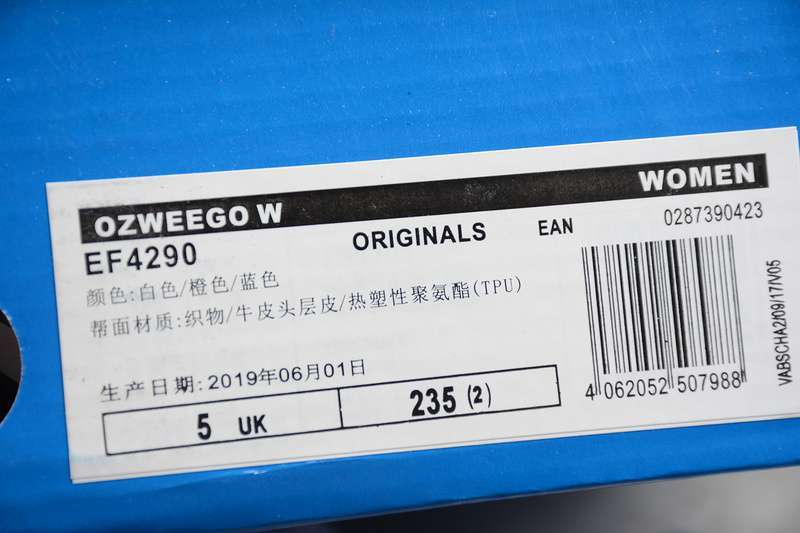 OZWEEGO W WOMEN
EF4290 ORIGINALS EAN 0287390423
颜色:白色/橙色/蓝色
帮面材质:织物/牛皮头层皮/热塑性聚氨酯(TPU)
生产日期:2019年06月01日
5 UK 235 (2)
4 062052 507988
VABSCHA2/09/17/V05